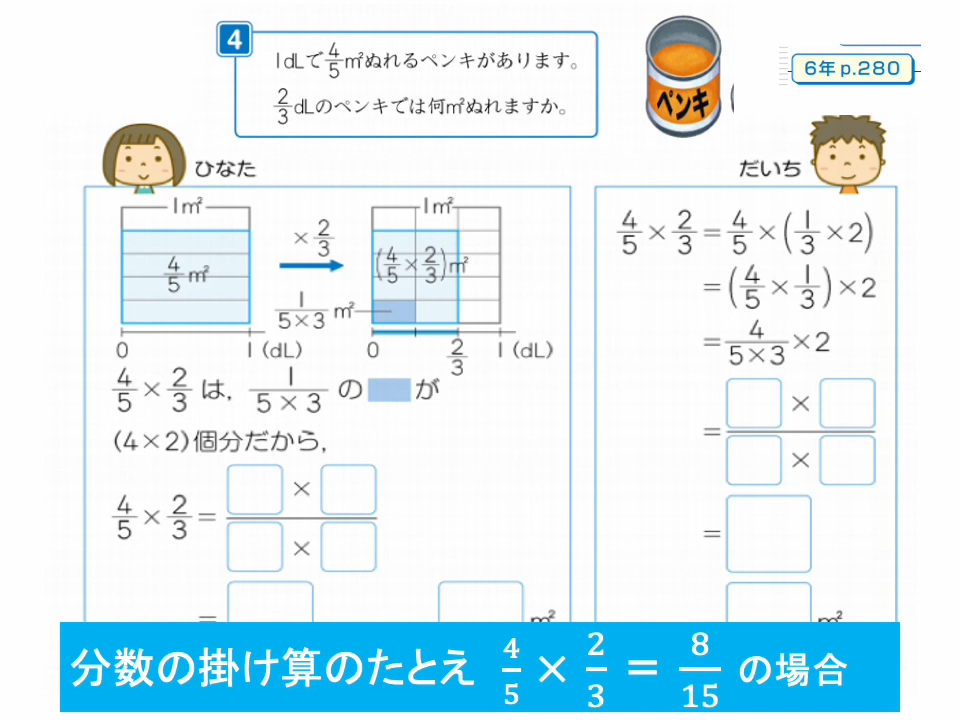 4
1dLで4/5㎡ぬれるペンキがあります。
2/3dLのペンキでは何㎡ぬれますか。
ペンキ
6年 p.280
ひなた
1㎡ 1㎡
4/5㎡ ×2/3 (4/5×2/3)㎡
1/5×3 ㎡
0 1 (dL) 0 2/3 1 (dL)
4/5×2/3 は, 1/5×3 の が
(4×2)個分だから,
4/5×2/3= × / ×
= ㎡
だいち
4/5×2/3=4/5×(1/3×2)
=(4/5×1/3)×2
=4/5×3×2
= × / ×
=
㎡
分数の掛け算のたとえ 4/5×2/3=8/15 の場合